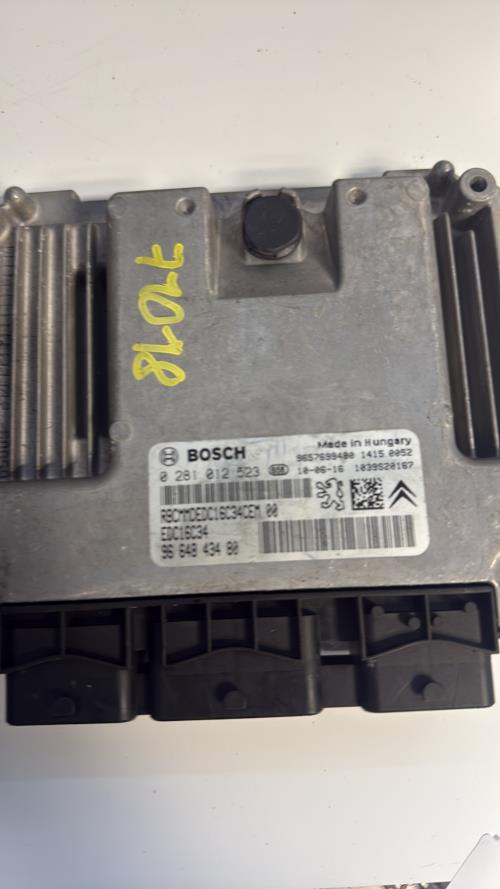 BOSCH Made in Hungary
9657699480 1415 0052
0 281 012 523 10-06-16 1039S20167
RBCMMDEDC16C34CEM 00
EDC16C34
96 648 434 80